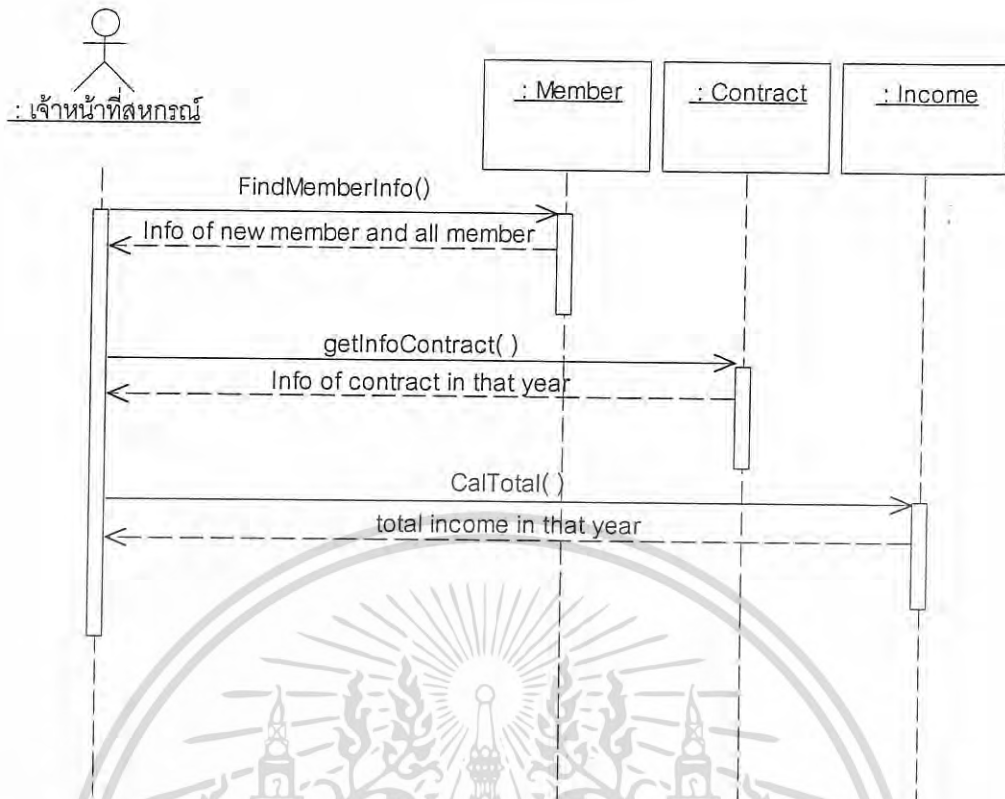 : เจ้าหน้าที่สหกรณ์
: Member
: Contract
: Income
FindMemberInfo()
Info of new member and all member
getInfoContract( )
Info of contract in that year
CalTotal( )
total income in that year